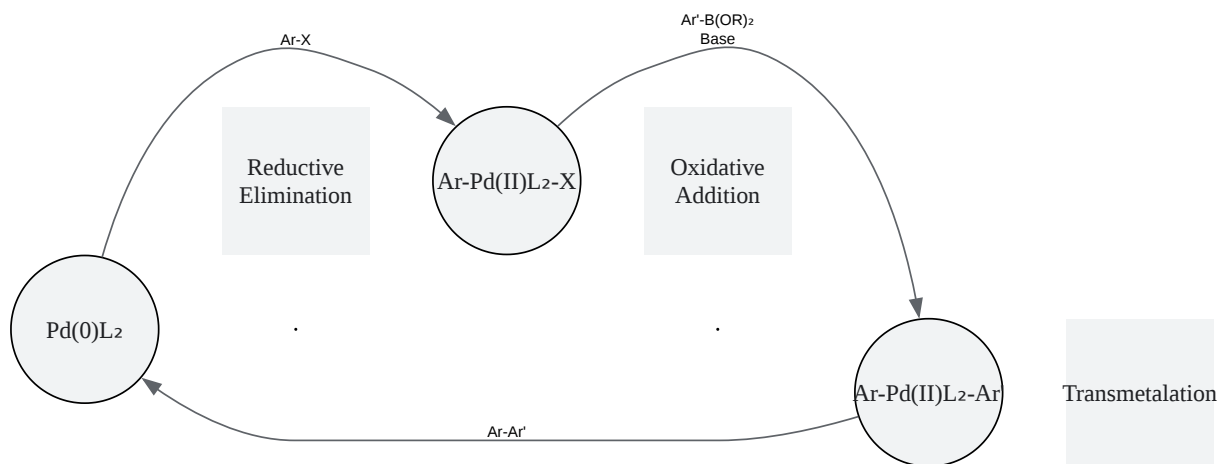 Ar-X
Ar'-B(OR)₂
Base
Reductive
Elimination
Ar-Pd(II)L₂-X
Oxidative
Addition
Pd(0)L₂
.
.
Ar-Pd(II)L₂-Ar'
Transmetalation
Ar-Ar'